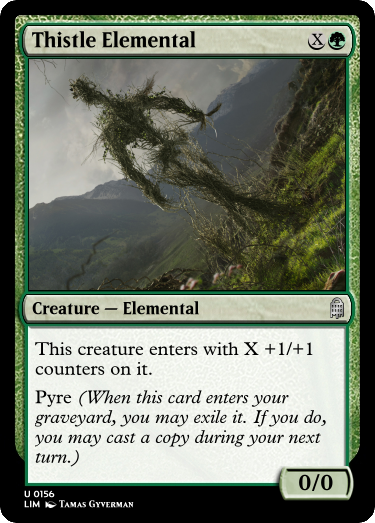 Thistle Elemental X
Creature — Elemental
This creature enters with X +1/+1
counters on it.
Pyre (When this card enters your
graveyard, you may exile it. If you do,
you may cast a copy during your next
turn.)
0/0
U 0156
LIM Tamas Gyverman